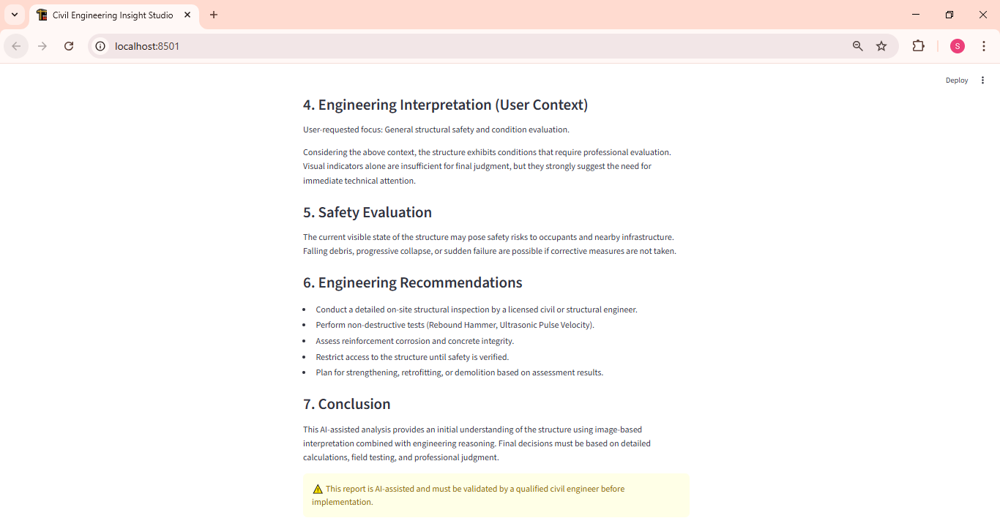 Civil Engineering Insight Studio
localhost:8501
S
Deploy
4. Engineering Interpretation (User Context)
User-requested focus: General structural safety and condition evaluation.
Considering the above context, the structure exhibits conditions that require professional evaluation.
Visual indicators alone are insufficient for final judgment, but they strongly suggest the need for
immediate technical attention.
5. Safety Evaluation
The current visible state of the structure may pose safety risks to occupants and nearby infrastructure.
Falling debris, progressive collapse, or sudden failure are possible if corrective measures are not taken.
6. Engineering Recommendations
• Conduct a detailed on-site structural inspection by a licensed civil or structural engineer.
• Perform non-destructive tests (Rebound Hammer, Ultrasonic Pulse Velocity).
• Assess reinforcement corrosion and concrete integrity.
• Restrict access to the structure until safety is verified.
• Plan for strengthening, retrofitting, or demolition based on assessment results.
7. Conclusion
This AI-assisted analysis provides an initial understanding of the structure using image-based
interpretation combined with engineering reasoning. Final decisions must be based on detailed
calculations, field testing, and professional judgment.
⚠ This report is AI-assisted and must be validated by a qualified civil engineer before
implementation.